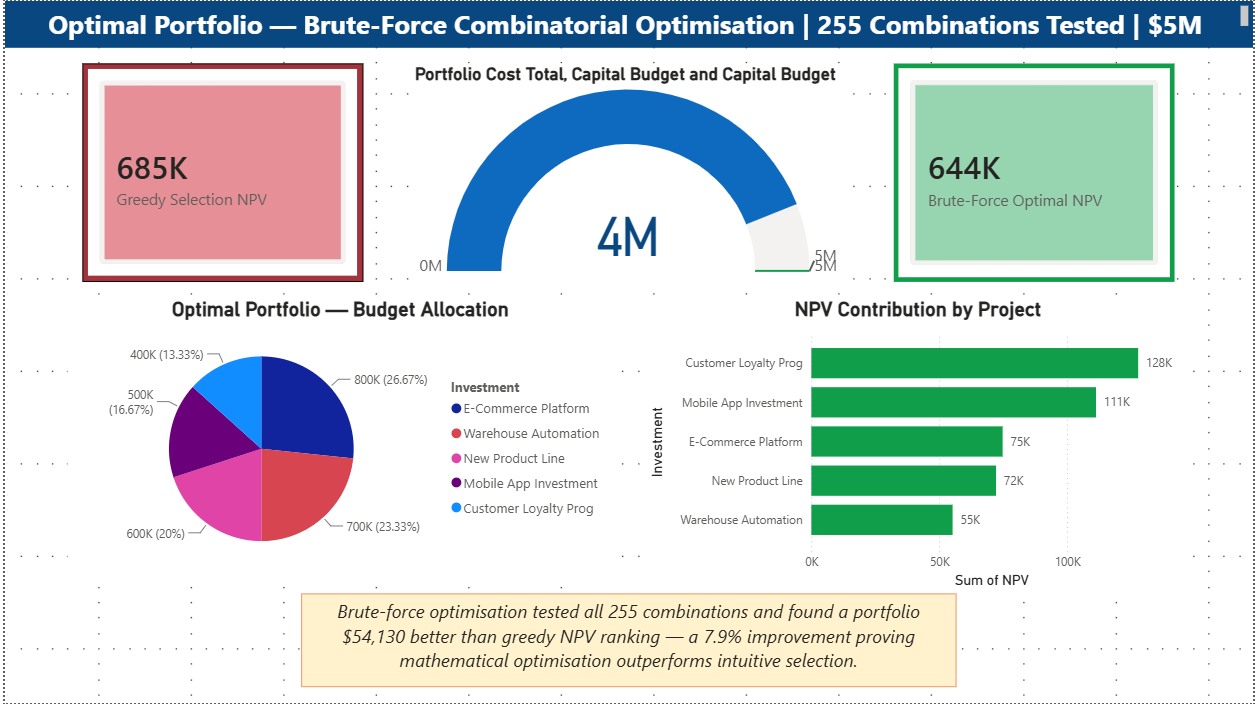 Optimal Portfolio — Brute-Force Combinatorial Optimisation | 255 Combinations Tested | $5M
685K
Greedy Selection NPV
Portfolio Cost Total, Capital Budget and Capital Budget
4M
0M
5M
5M
644K
Brute-Force Optimal NPV
Optimal Portfolio — Budget Allocation
400K (13.33%)
500K
(16.67%)
600K (20%)
800K (26.67%)
700K (23.33%)
Investment
E-Commerce Platform
Warehouse Automation
New Product Line
Mobile App Investment
Customer Loyalty Prog
NPV Contribution by Project
Investment
Customer Loyalty Prog 128K
Mobile App Investment 111K
E-Commerce Platform 75K
New Product Line 72K
Warehouse Automation 55K
0K 50K 100K
Sum of NPV
Brute-force optimisation tested all 255 combinations and found a portfolio
$54,130 better than greedy NPV ranking — a 7.9% improvement proving
mathematical optimisation outperforms intuitive selection.